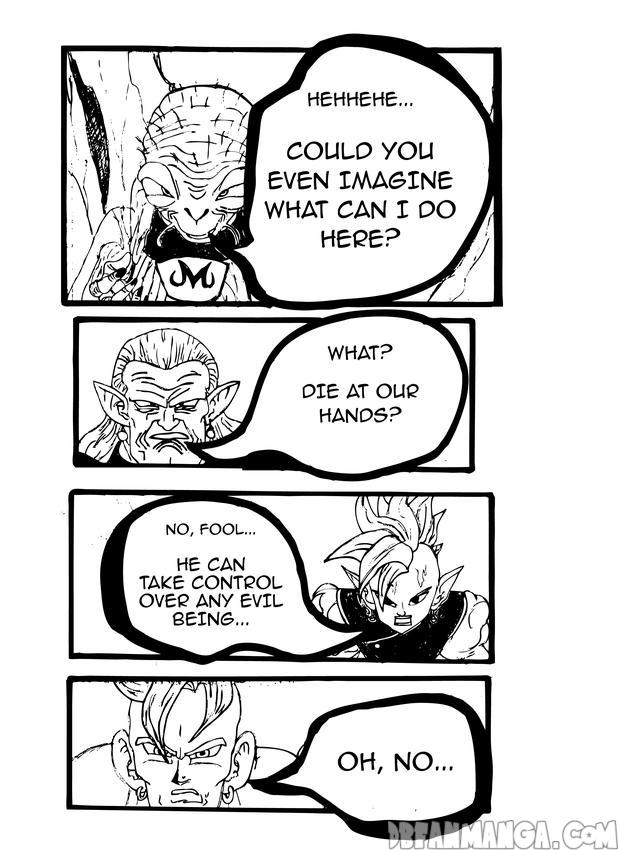 HEHHEHE...
COULD YOU
EVEN IMAGINE
WHAT CAN I DO
HERE?
WHAT?
DIE AT OUR
HANDS?
NO, FOOL...
HE CAN
TAKE CONTROL
OVER ANY EVIL
BEING...
OH, NO...
DBFANMANGA.COM